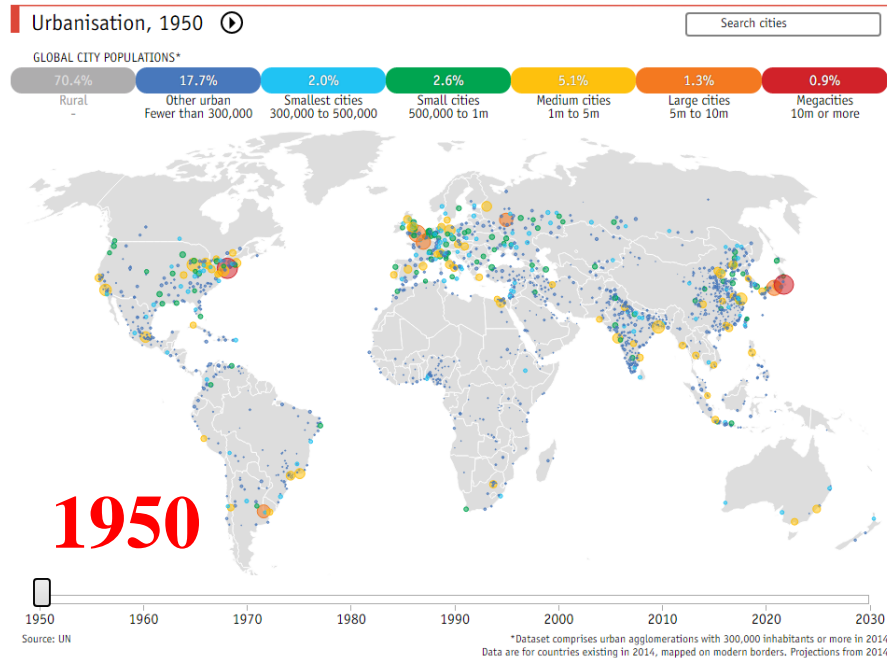 Urbanisation, 1950
Search cities
GLOBAL CITY POPULATIONS*
70.4% 17.7% 2.0% 2.6% 5.1% 1.3% 0.9%
Rural Other urban Smallest cities Small cities Medium cities Large cities Megacities
- Fewer than 300,000 300,000 to 500,000 500,000 to 1m 1m to 5m 5m to 10m 10m or more
1950
1950 1960 1970 1980 1990 2000 2010 2020 2030
Source: UN
*Dataset comprises urban agglomerations with 300,000 inhabitants or more in 2014
Data are for countries existing in 2014, mapped on modern borders. Projections from 2014